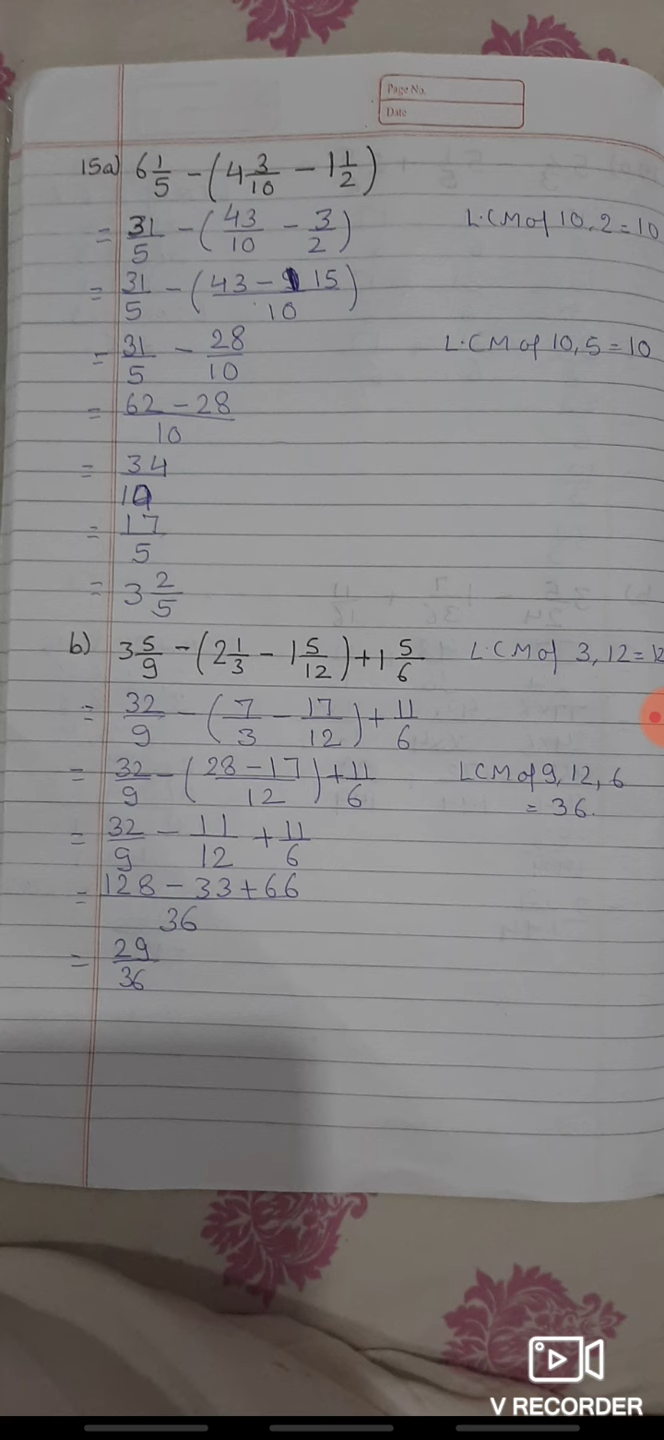 Page No.
Date
15a) 6 1/5 - (4 3/10 - 1 1/2)
= 31/5 - (43/10 - 3/2) L.CM of 10, 2 = 10
= 31/5 - (43 - 15)/10
= 31/5 - 28/10 L.CM of 10, 5 = 10
= 62 - 28/10
= 34/10
= 17/5
= 3 2/5
b) 3 5/9 - (2 1/3 - 1 5/12) + 1 5/6 L.CM of 3, 12 = 12
= 32/9 - (7/3 - 17/12) + 11/6
= 32/9 - (28 - 17/12) + 11/6 LCM of 9, 12, 6
= 36.
= 32/9 - 11/12 + 11/6
= 128 - 33 + 66/36
= 29/36
V RECORDER